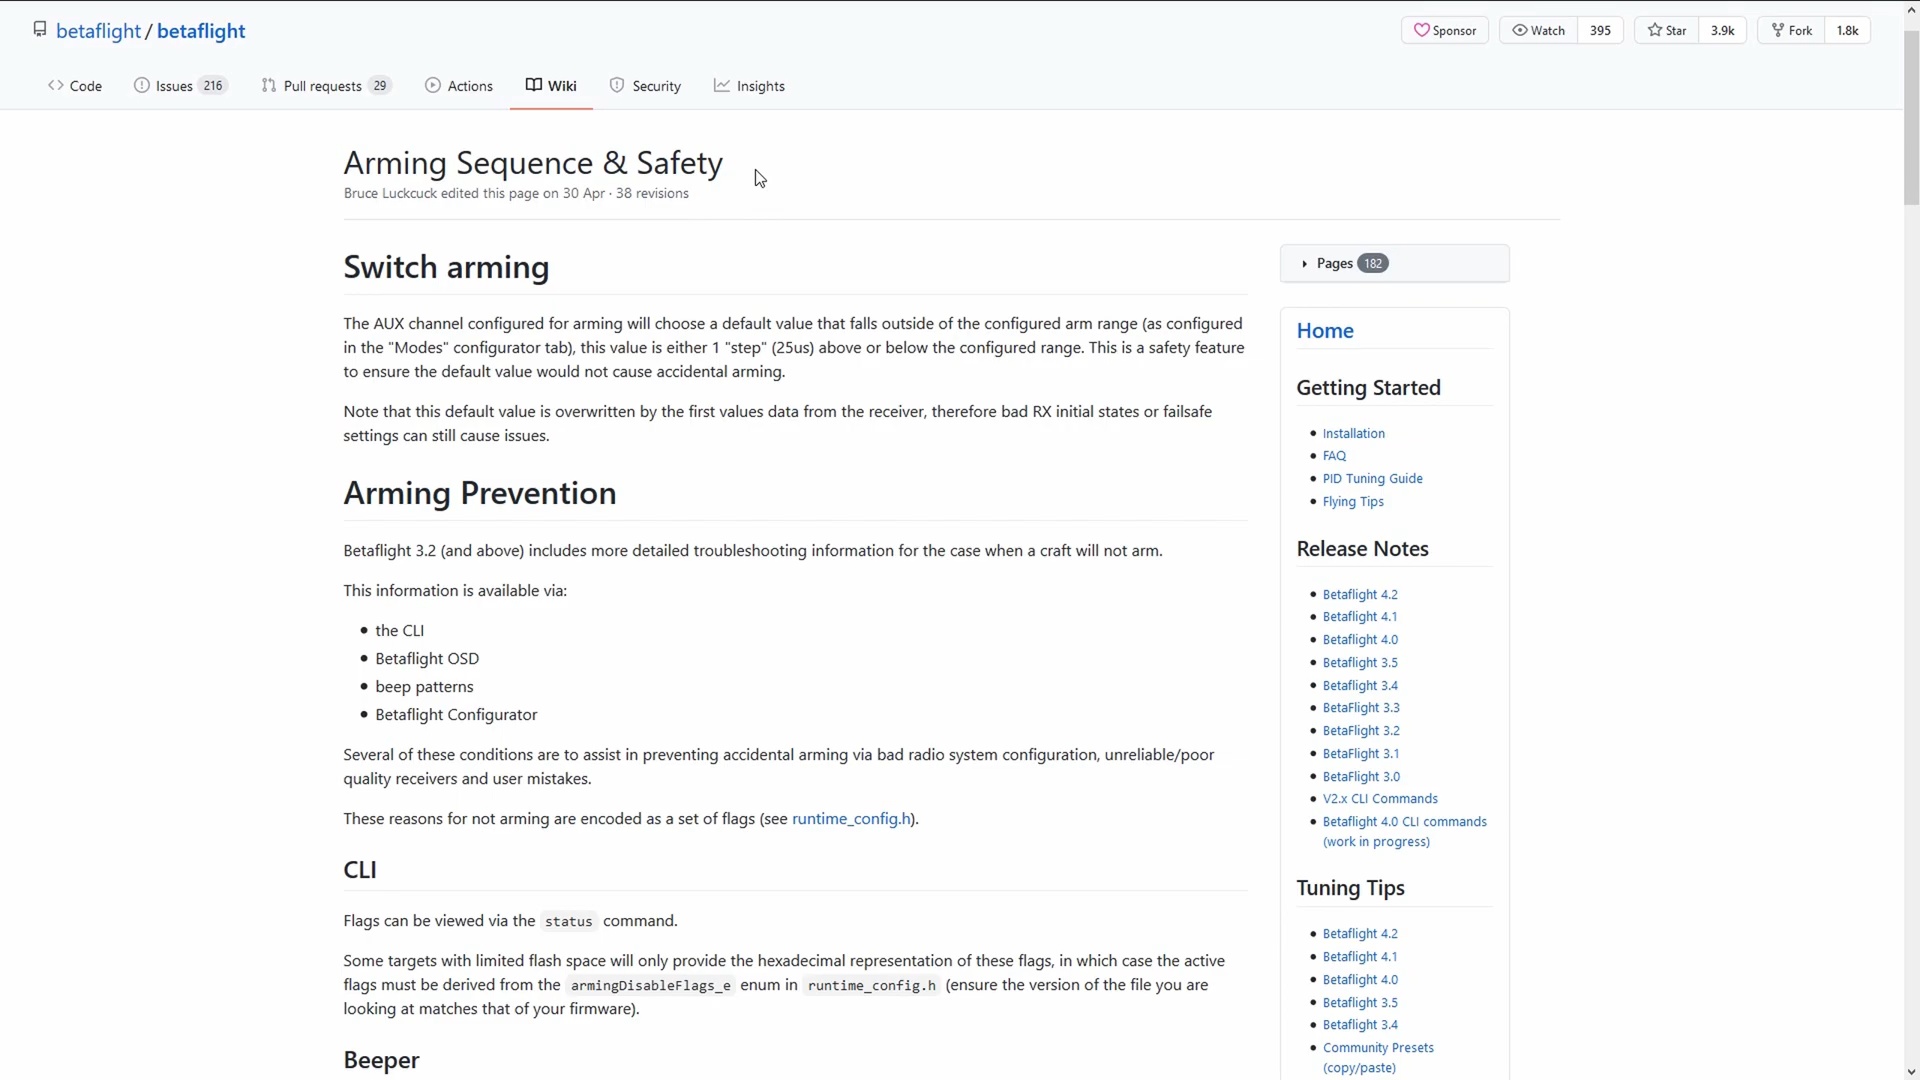 betaflight / betaflight
Sponsor
Watch 395
Star 3.9k
Fork 1.8k
Code
Issues 216
Pull requests 29
Actions
Wiki
Security
Insights
Arming Sequence & Safety
Bruce Luckcuck edited this page on 30 Apr · 38 revisions
Switch arming
The AUX channel configured for arming will choose a default value that falls outside of the configured arm range (as configured
in the "Modes" configurator tab), this value is either 1 "step" (25us) above or below the configured range. This is a safety feature
to ensure the default value would not cause accidental arming.
Note that this default value is overwritten by the first values data from the receiver, therefore bad RX initial states or failsafe
settings can still cause issues.
Arming Prevention
Betaflight 3.2 (and above) includes more detailed troubleshooting information for the case when a craft will not arm.
This information is available via:
• the CLI
• Betaflight OSD
• beep patterns
• Betaflight Configurator
Several of these conditions are to assist in preventing accidental arming via bad radio system configuration, unreliable/poor
quality receivers and user mistakes.
These reasons for not arming are encoded as a set of flags (see runtime_config.h).
CLI
Flags can be viewed via the status command.
Some targets with limited flash space will only provide the hexadecimal representation of these flags, in which case the active
flags must be derived from the armingDisableFlags_e enum in runtime_config.h (ensure the version of the file you are
looking at matches that of your firmware).
Beeper
Pages 182
Home
Getting Started
• Installation
• FAQ
• PID Tuning Guide
• Flying Tips
Release Notes
• Betaflight 4.2
• Betaflight 4.1
• Betaflight 4.0
• Betaflight 3.5
• Betaflight 3.4
• BetaFlight 3.3
• BetaFlight 3.2
• BetaFlight 3.1
• BetaFlight 3.0
• V2.x CLI Commands
• Betaflight 4.0 CLI commands
(work in progress)
Tuning Tips
• Betaflight 4.2
• Betaflight 4.1
• Betaflight 4.0
• Betaflight 3.5
• Betaflight 3.4
• Community Presets
(copy/paste)